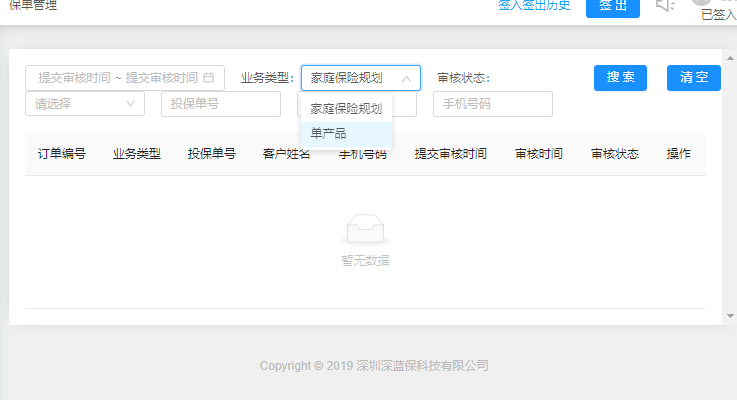 保单管理 签入签出历史 签 出
已签入
提交审核时间 ~ 提交审核时间 业务类型: 家庭保险规划 审核状态: 搜 索 清 空
请选择 投保单号 手机号码
家庭保险规划
单产品
订单编号 业务类型 投保单号 客户姓名 手机号码 提交审核时间 审核时间 审核状态 操作
暂无数据
Copyright © 2019 深圳深蓝保科技有限公司